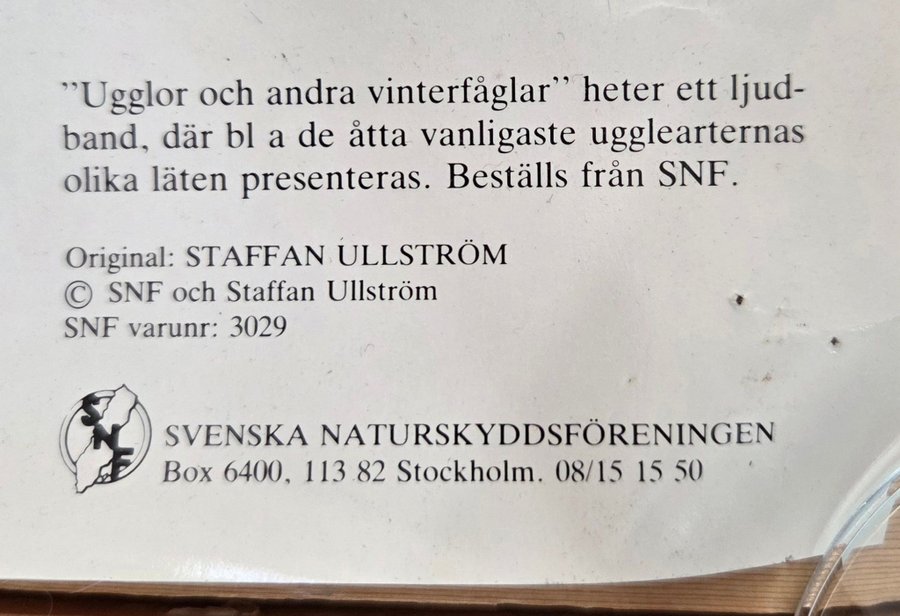 ”Ugglor och andra vinterfåglar” heter ett ljud-
band, där bl a de åtta vanligaste ugglearternas
olika läten presenteras. Beställs från SNF.
Original: STAFFAN ULLSTRÖM
© SNF och Staffan Ullström
SNF varunr: 3029
SNF
SVENSKA NATURSKYDDSFÖRENINGEN
Box 6400, 113 82 Stockholm. 08/15 15 50